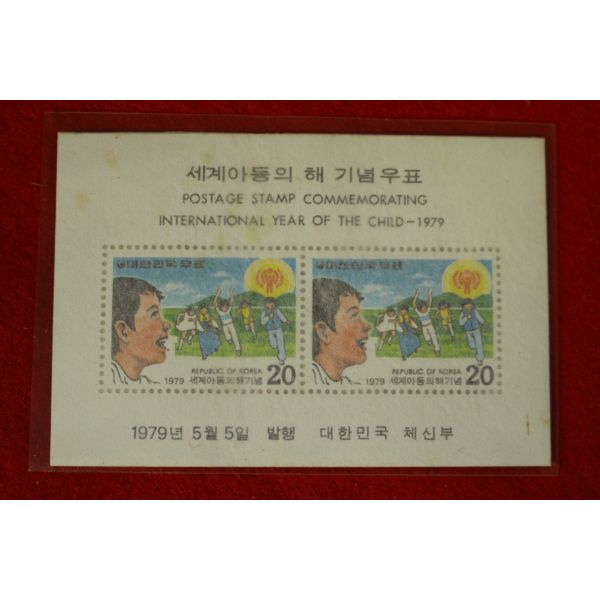 세계아동의 해 기념우표
POSTAGE STAMP COMMEMORATING
INTERNATIONAL YEAR OF THE CHILD-1979
대한민국 우표
REPUBLIC OF KOREA
1979 세계아동의해기념 20
대한민국 우표
REPUBLIC OF KOREA
1979 세계아동의해기념 20
1979년 5월 5일 발행 대한민국 체신부